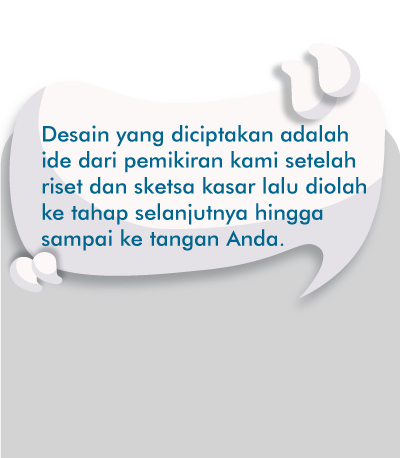 Desain yang diciptakan adalah
ide dari pemikiran kami setelah
riset dan sketsa kasar lalu diolah
ke tahap selanjutnya hingga
sampai ke tangan Anda.